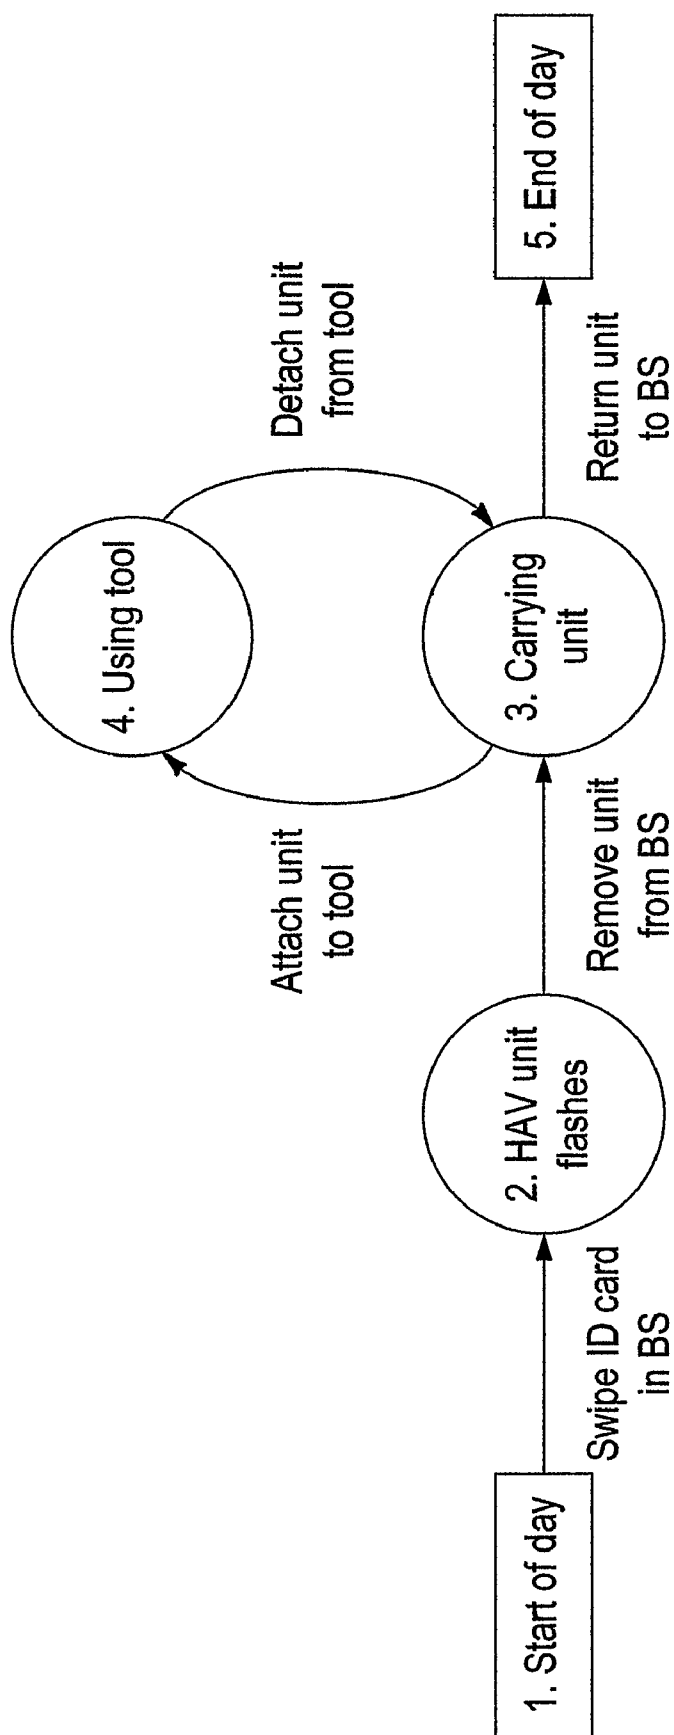 4. Using tool
Attach unit
to tool
Detach unit
from tool
1. Start of day
Swipe ID card
in BS
2. HAV unit
flashes
Remove unit
from BS
3. Carrying
unit
Return unit
to BS
5. End of day